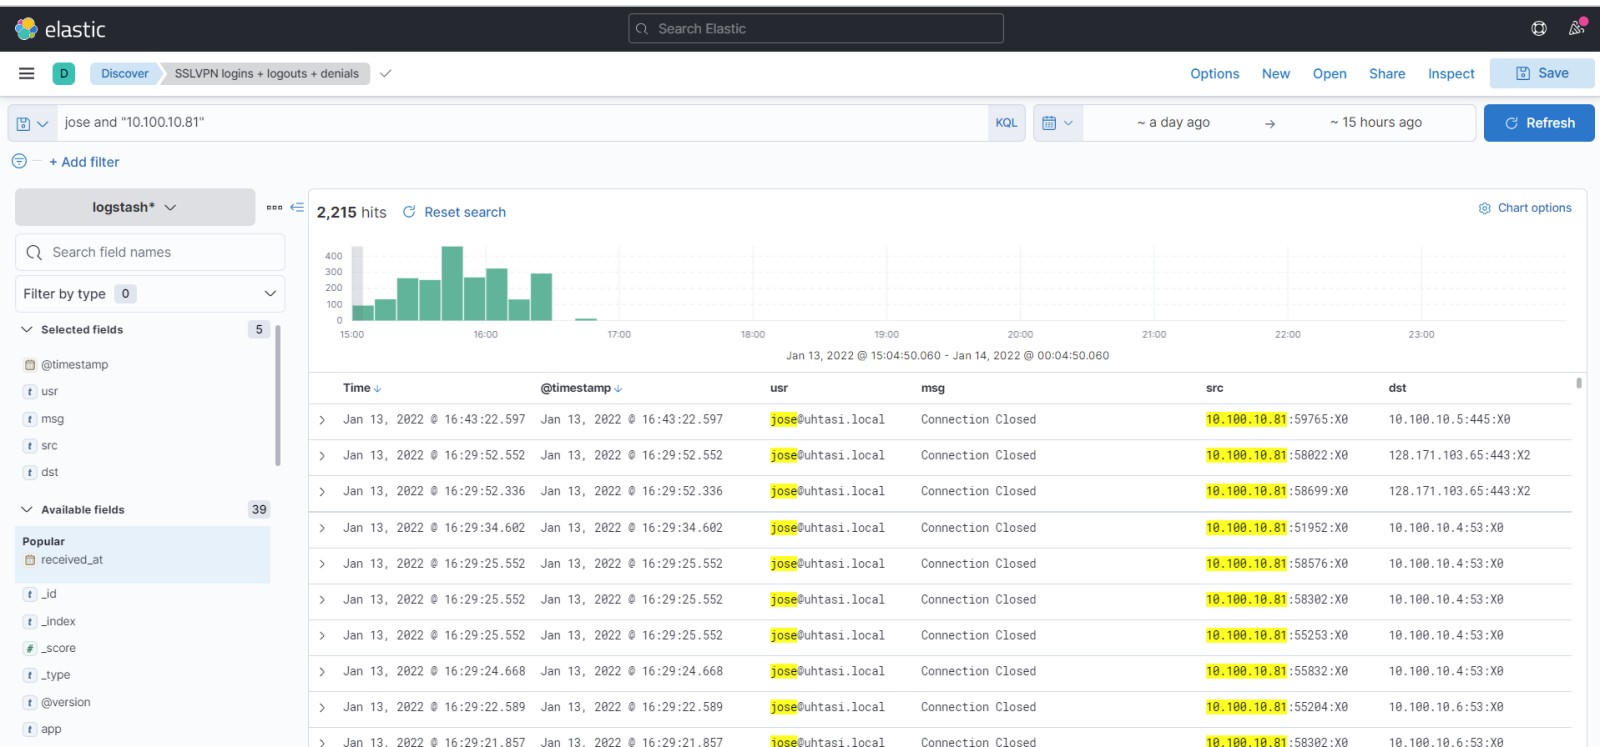 elastic
Search Elastic
D
Discover
SSLVPN logins + logouts + denials
Options
New
Open
Share
Inspect
Save
jose and "10.100.10.81"
KQL
~ a day ago
→
~ 15 hours ago
Refresh
+ Add filter
logstash*
2,215 hits
Reset search
Chart options
Search field names
Filter by type 0
Selected fields 5
@timestamp
t usr
t msg
t src
t dst
Available fields 39
Popular
received_at
t _id
t _index
# _score
t _type
t @version
t app
400
300
200
100
0
15:00 16:00 17:00 18:00 19:00 20:00 21:00 22:00 23:00
Jan 13, 2022 @ 15:04:50.060 - Jan 14, 2022 @ 00:04:50.060
Time @timestamp usr msg src dst
Jan 13, 2022 @ 16:43:22.597 Jan 13, 2022 @ 16:43:22.597 jose@uhtasi.local Connection Closed 10.100.10.81:59765:X0 10.100.10.5:445:X0
Jan 13, 2022 @ 16:29:52.552 Jan 13, 2022 @ 16:29:52.552 jose@uhtasi.local Connection Closed 10.100.10.81:58022:X0 128.171.103.65:443:X2
Jan 13, 2022 @ 16:29:52.336 Jan 13, 2022 @ 16:29:52.336 jose@uhtasi.local Connection Closed 10.100.10.81:58699:X0 128.171.103.65:443:X2
Jan 13, 2022 @ 16:29:34.602 Jan 13, 2022 @ 16:29:34.602 jose@uhtasi.local Connection Closed 10.100.10.81:51952:X0 10.100.10.4:53:X0
Jan 13, 2022 @ 16:29:25.552 Jan 13, 2022 @ 16:29:25.552 jose@uhtasi.local Connection Closed 10.100.10.81:58576:X0 10.100.10.4:53:X0
Jan 13, 2022 @ 16:29:25.552 Jan 13, 2022 @ 16:29:25.552 jose@uhtasi.local Connection Closed 10.100.10.81:58302:X0 10.100.10.4:53:X0
Jan 13, 2022 @ 16:29:25.552 Jan 13, 2022 @ 16:29:25.552 jose@uhtasi.local Connection Closed 10.100.10.81:55253:X0 10.100.10.4:53:X0
Jan 13, 2022 @ 16:29:24.668 Jan 13, 2022 @ 16:29:24.668 jose@uhtasi.local Connection Closed 10.100.10.81:55832:X0 10.100.10.4:53:X0
Jan 13, 2022 @ 16:29:22.589 Jan 13, 2022 @ 16:29:22.589 jose@uhtasi.local Connection Closed 10.100.10.81:55204:X0 10.100.10.6:53:X0
Jan 13, 2022 @ 16:29:21.857 Jan 13, 2022 @ 16:29:21.857 jose@uhtasi.local Connection Closed 10.100.10.81:58302:X0 10.100.10.6:53:X0